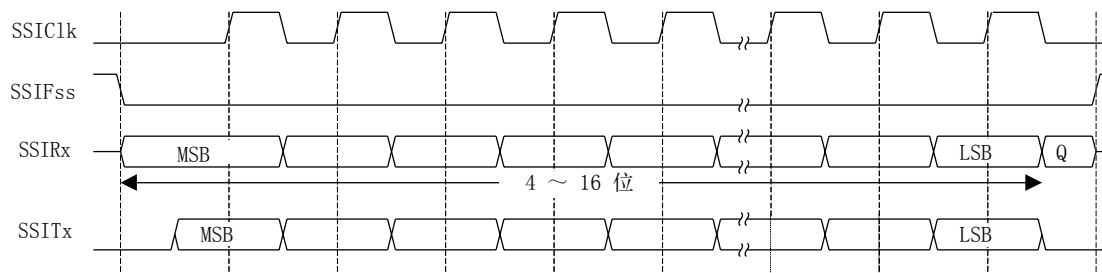 SSIClk
SSIFss
SSIRx
MSB
LSB
Q
4 ～ 16 位
SSITx
MSB
LSB